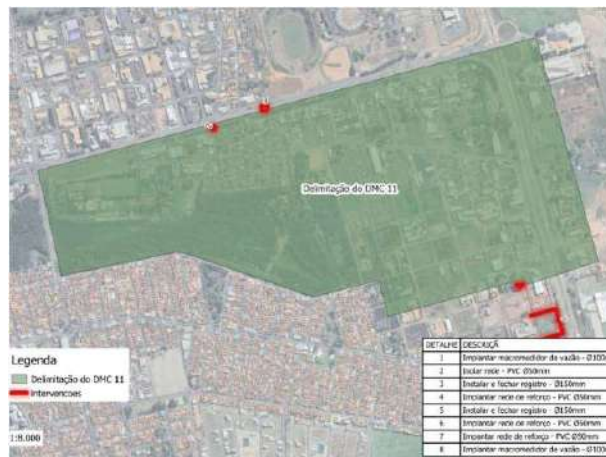 Delimitação do DMC 11
Legenda
Delimitação do DMC 11
intervencoes
1:8.000
DETALHE DESCRIÇÃ
1 Implantar macromedidor de vazão - Ø100
2 Isolar rede - PVC Ø50mm
3 Instalar e fechar registro - Ø150mm
4 Implantar rede de reforço - PVC Ø50mm
5 Instalar e fechar registro - Ø150mm
6 Implantar rede de reforço - PVC Ø50mm
7 Implantar rede de reforço - PVC Ø50mm
8 Implantar macromedidor de vazão - Ø100